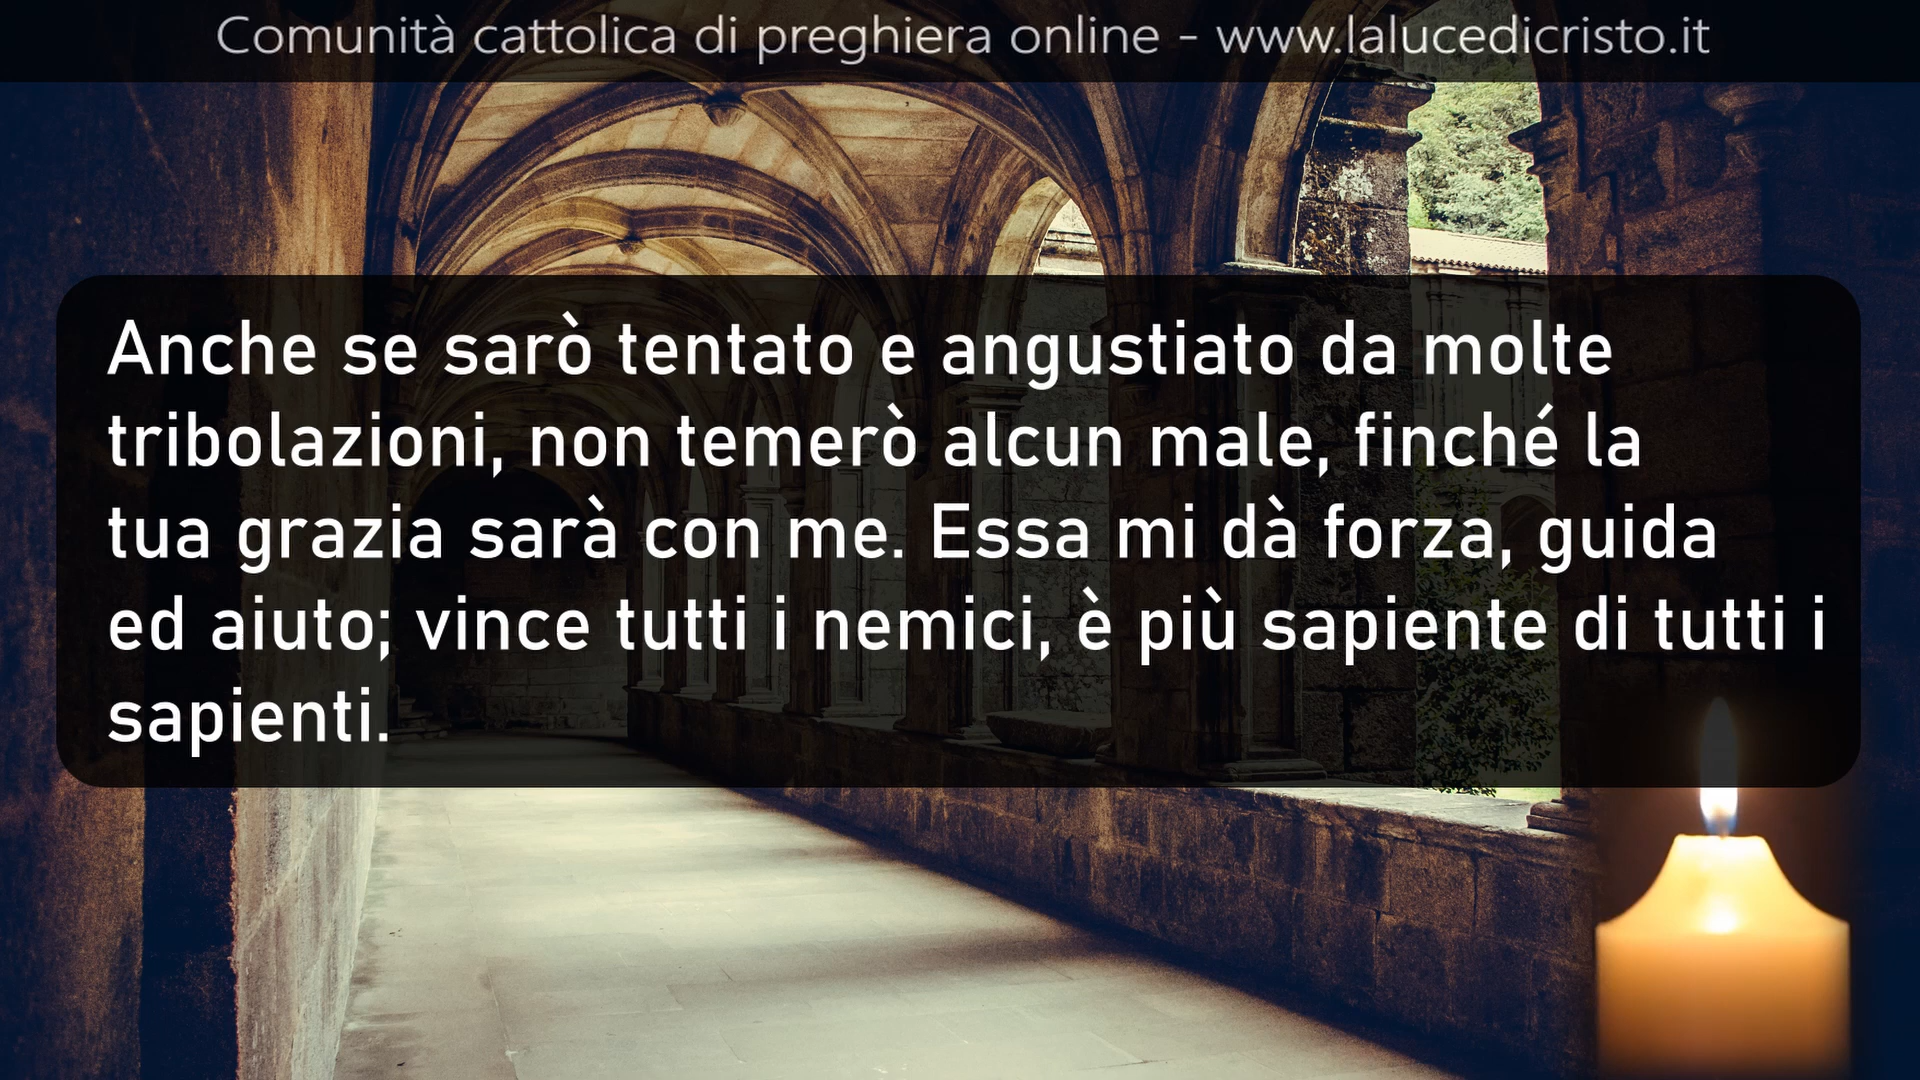 Comunità cattolica di preghiera online - www.lalucedicristo.it
Anche se sarò tentato e angustiato da molte
tribolazioni, non temerò alcun male, finché la
tua grazia sarà con me. Essa mi dà forza, guida
ed aiuto; vince tutti i nemici, è più sapiente di tutti i
sapienti.